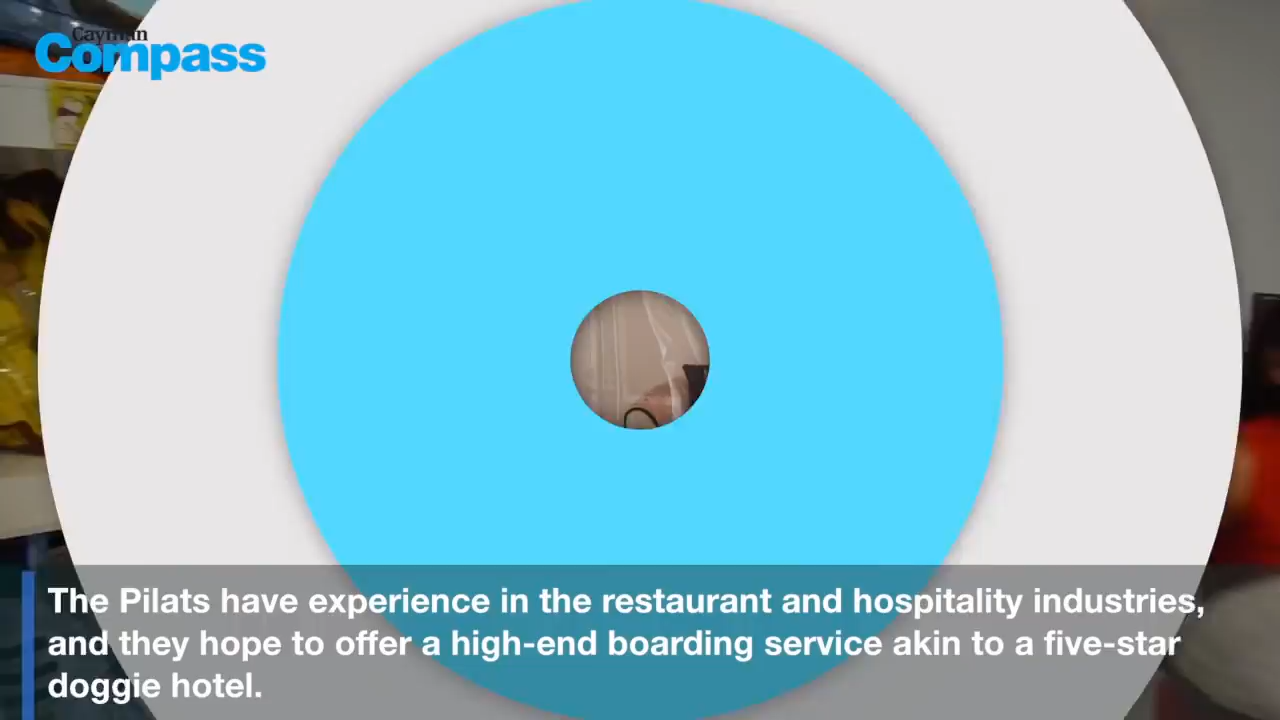 Cayman
Compass
The Pilats have experience in the restaurant and hospitality industries,
and they hope to offer a high-end boarding service akin to a five-star
doggie hotel.